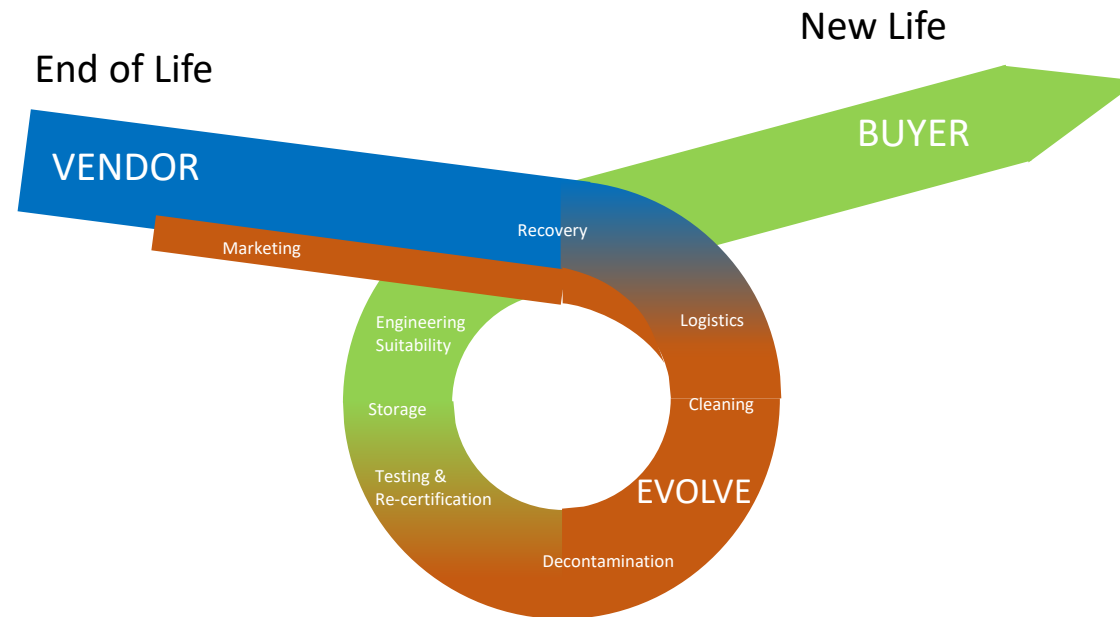 New Life
End of Life
BUYER
VENDOR
Recovery
Marketing
Logistics
Engineering
Suitability
Cleaning
Storage
Testing &
Re-certification
EVOLVE
Decontamination